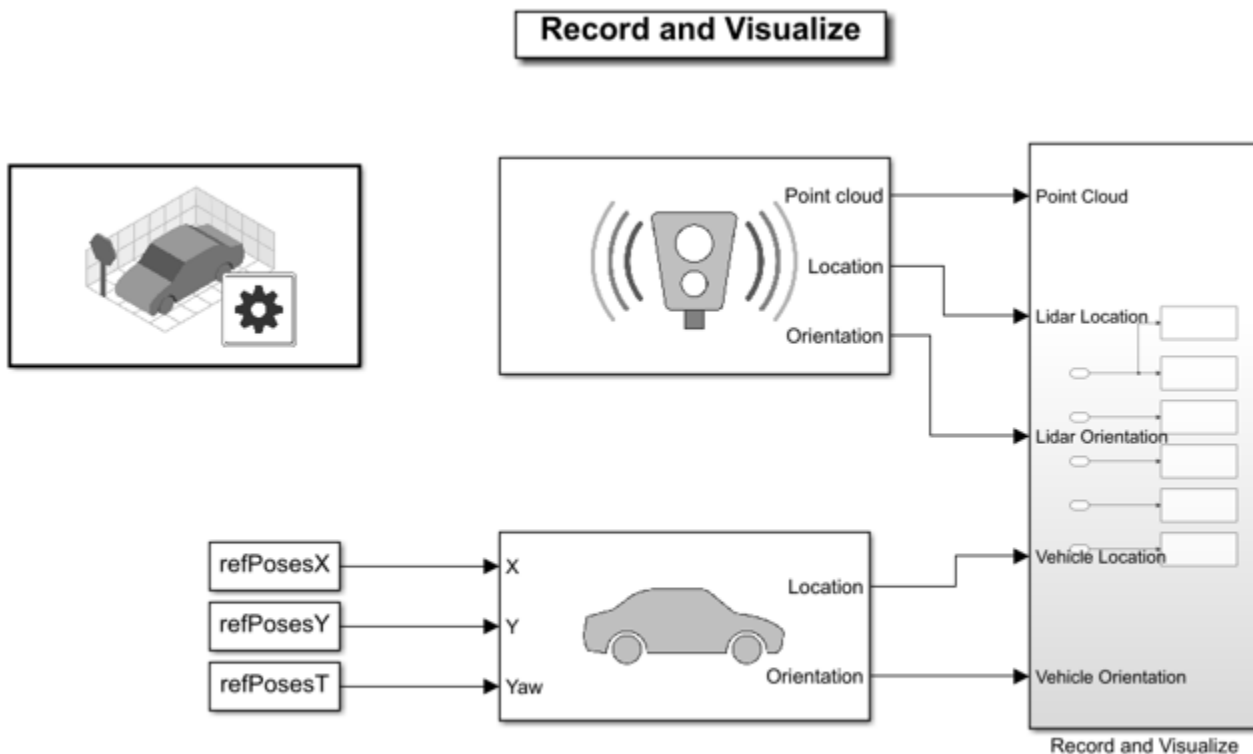 Record and Visualize
Point cloud
Location
Orientation
Point Cloud
Lidar Location
Lidar Orientation
Vehicle Location
Vehicle Orientation
refPosesX
refPosesY
refPosesT
X
Y
Yaw
Location
Orientation
Record and Visualize